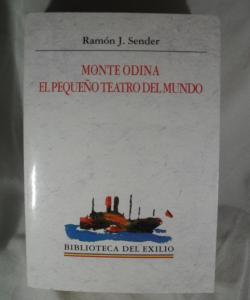 Ramón J. Sender
MONTE ODINA
EL PEQUEÑO TEATRO DEL MUNDO
BIBLIOTECA DEL EXILIO